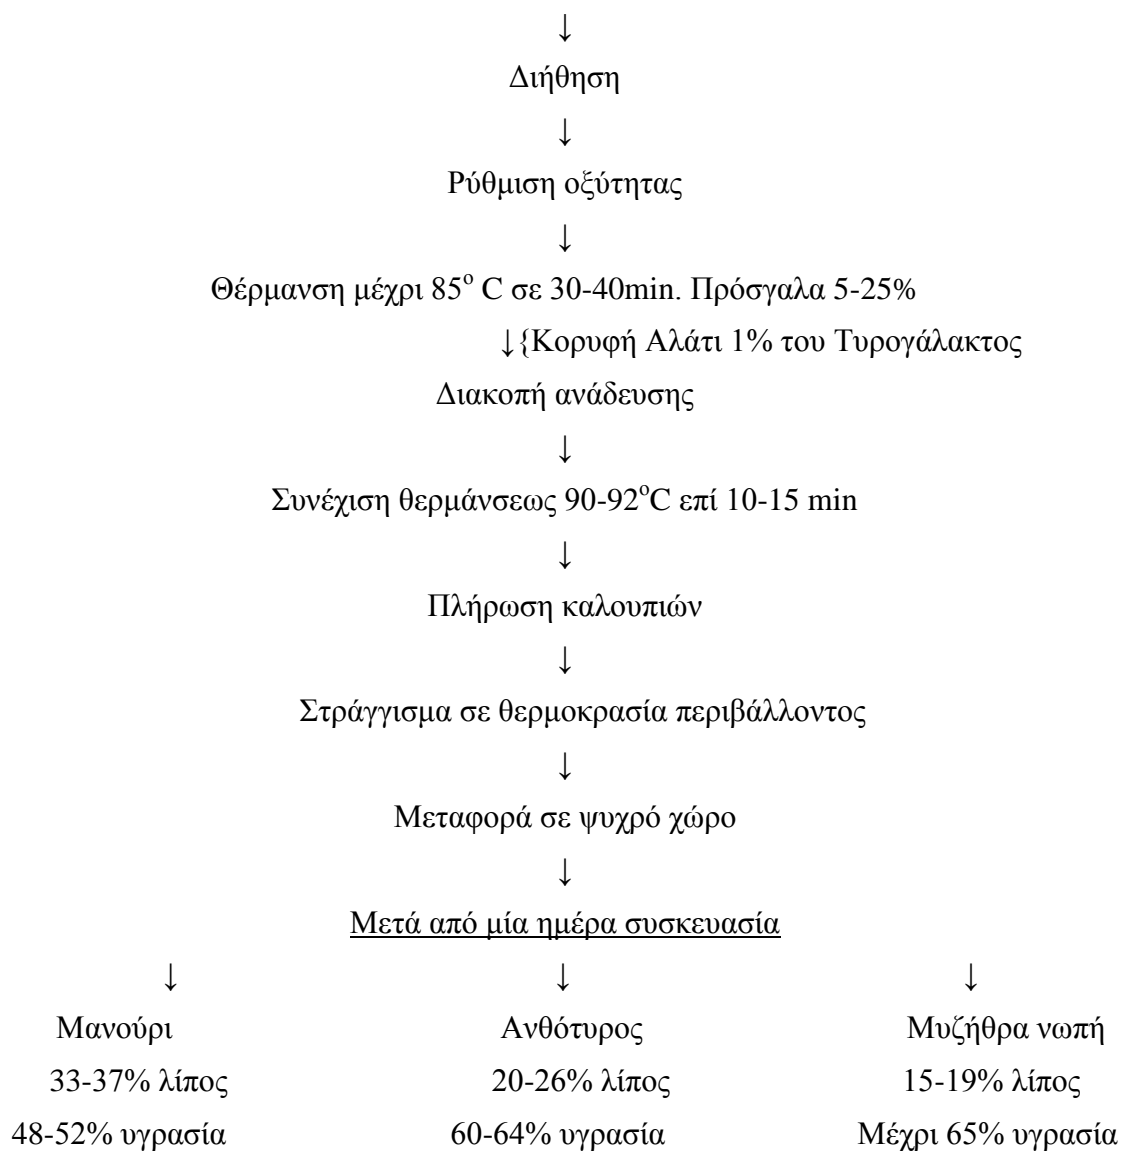 ↓
Διήθηση
↓
Ρύθμιση οξύτητας
↓
Θέρμανση μέχρι 85° C σε 30-40min. Πρόσγαλα 5-25%
↓{Κορυφή Αλάτι 1% του Τυρογάλακτος
Διακοπή ανάδευσης
↓
Συνέχιση θερμάνσεως 90-92°C επί 10-15 min
↓
Πλήρωση καλουπιών
↓
Στράγγισμα σε θερμοκρασία περιβάλλοντος
↓
Μεταφορά σε ψυχρό χώρο
↓
Μετά από μία ημέρα συσκευασία
↓ ↓ ↓
Μανούρι Ανθότυρος Μυζήθρα νωπή
33-37% λίπος 20-26% λίπος 15-19% λίπος
48-52% υγρασία 60-64% υγρασία Μέχρι 65% υγρασία